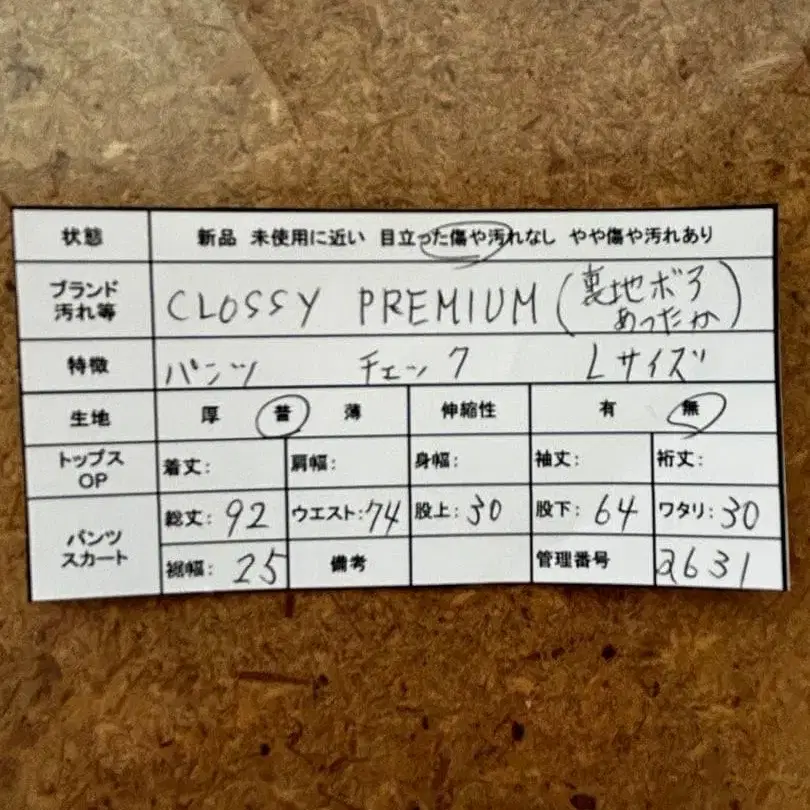 状態 新品 未使用に近い 目立った傷や汚れなし やや傷や汚れあり
ブランド
汚れ等 CLOSSY PREMIUM (裏地ボア
あったか)
特徴 パンツ チェック Lサイズ
生地 厚 普 薄 伸縮性 有 無
トップス
OP 着丈: 肩幅: 身幅: 袖丈: 裄丈:
パンツ
スカート 総丈: 92 ウエスト: 74 股上: 30 股下: 64 ワタリ: 30
裾幅: 25 備考 管理番号 2631